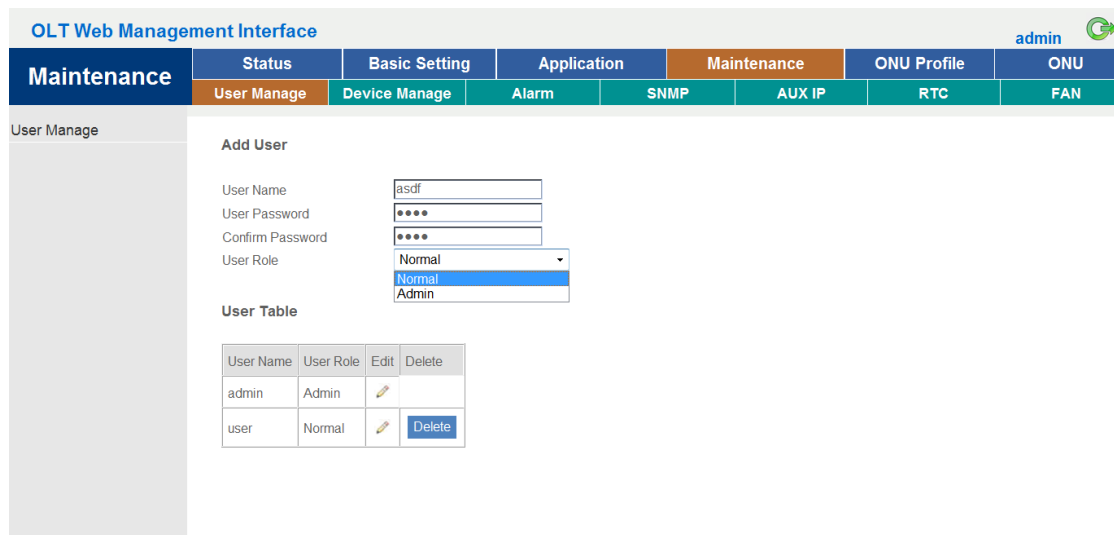 OLT Web Management Interface
admin
Maintenance
Status Basic Setting Application Maintenance ONU Profile ONU
User Manage Device Manage Alarm SNMP AUX IP RTC FAN
User Manage
Add User
User Name asdf
User Password ●●●●
Confirm Password ●●●●
User Role Normal
Normal
Admin
User Table
User Name User Role Edit Delete
admin Admin
user Normal Delete